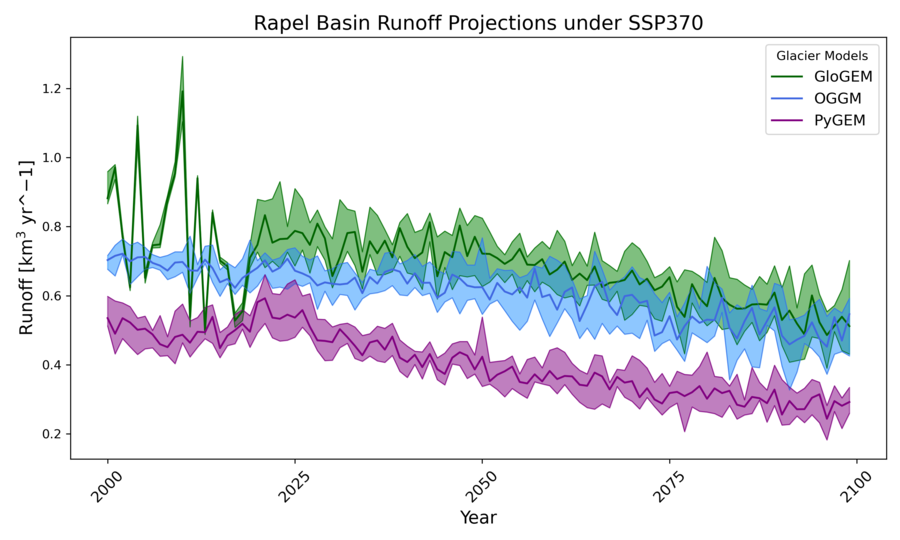 Rapel Basin Runoff Projections under SSP370
Glacier Models
GloGEM
OGGM
PyGEM
Runoff [km³ yr^−1]
1.2
1.0
0.8
0.6
0.4
0.2
2000
2025
2050
2075
2100
Year